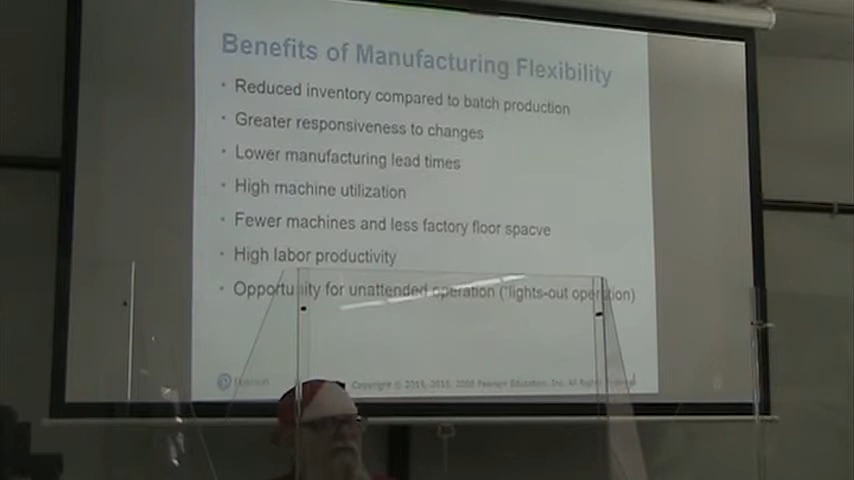 Benefits of Manufacturing Flexibility
• Reduced inventory compared to batch production
• Greater responsiveness to changes
• Lower manufacturing lead times
• High machine utilization
• Fewer machines and less factory floor spacve
• High labor productivity
• Opportunity for unattended operation ("lights-out operation)
Pearson Copyright © 2015, 2010, 2008 Pearson Education, Inc. All Rights Reserved